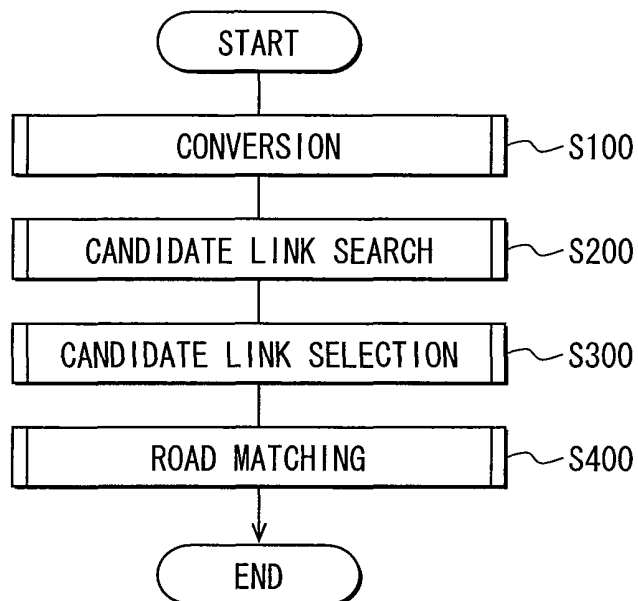 START
CONVERSION
S100
CANDIDATE LINK SEARCH
S200
CANDIDATE LINK SELECTION
S300
ROAD MATCHING
S400
END